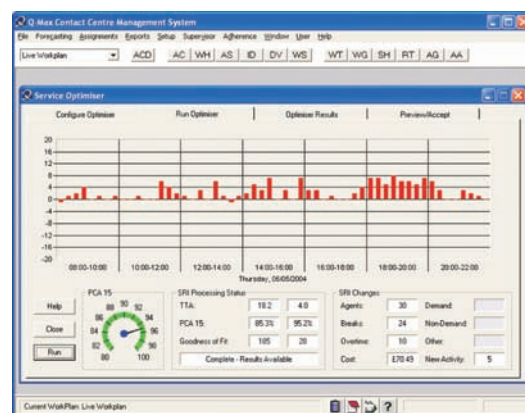 Q-Max Contact Centre Management System
File Forecasting Assignments Exports Setup Supervisor Adherence Window User Help
Live Workplan ACD AC WH AS ID DV WS WT WG SH RT AG AA
Service Optimiser
Configure Optimiser Run Optimiser Optimiser Results Preview/Accept
20
16
12
8
4
0
-4
-8
-12
-16
-20
08:00-10:00 10:00-12:00 12:00-14:00 14:00-16:00 16:00-18:00 18:00-20:00 20:00-22:00
Thursday, 06/05/2004
PCA 15 SRI Processing Status SRI Changes
Help Close Run
80 82 84 86 88 90 92 94 96 98 100
TTA: 18.2 4.0
PCA 15: 85.3% 95.2%
Goodness of Fit: 105 28
Complete - Results Available
Agents: 30 Demand:
Breaks: 24 Non-Demand:
Overtime: 10 Other:
Cost: £70.49 New Activity: 5
Current WorkPlan: Live Workplan